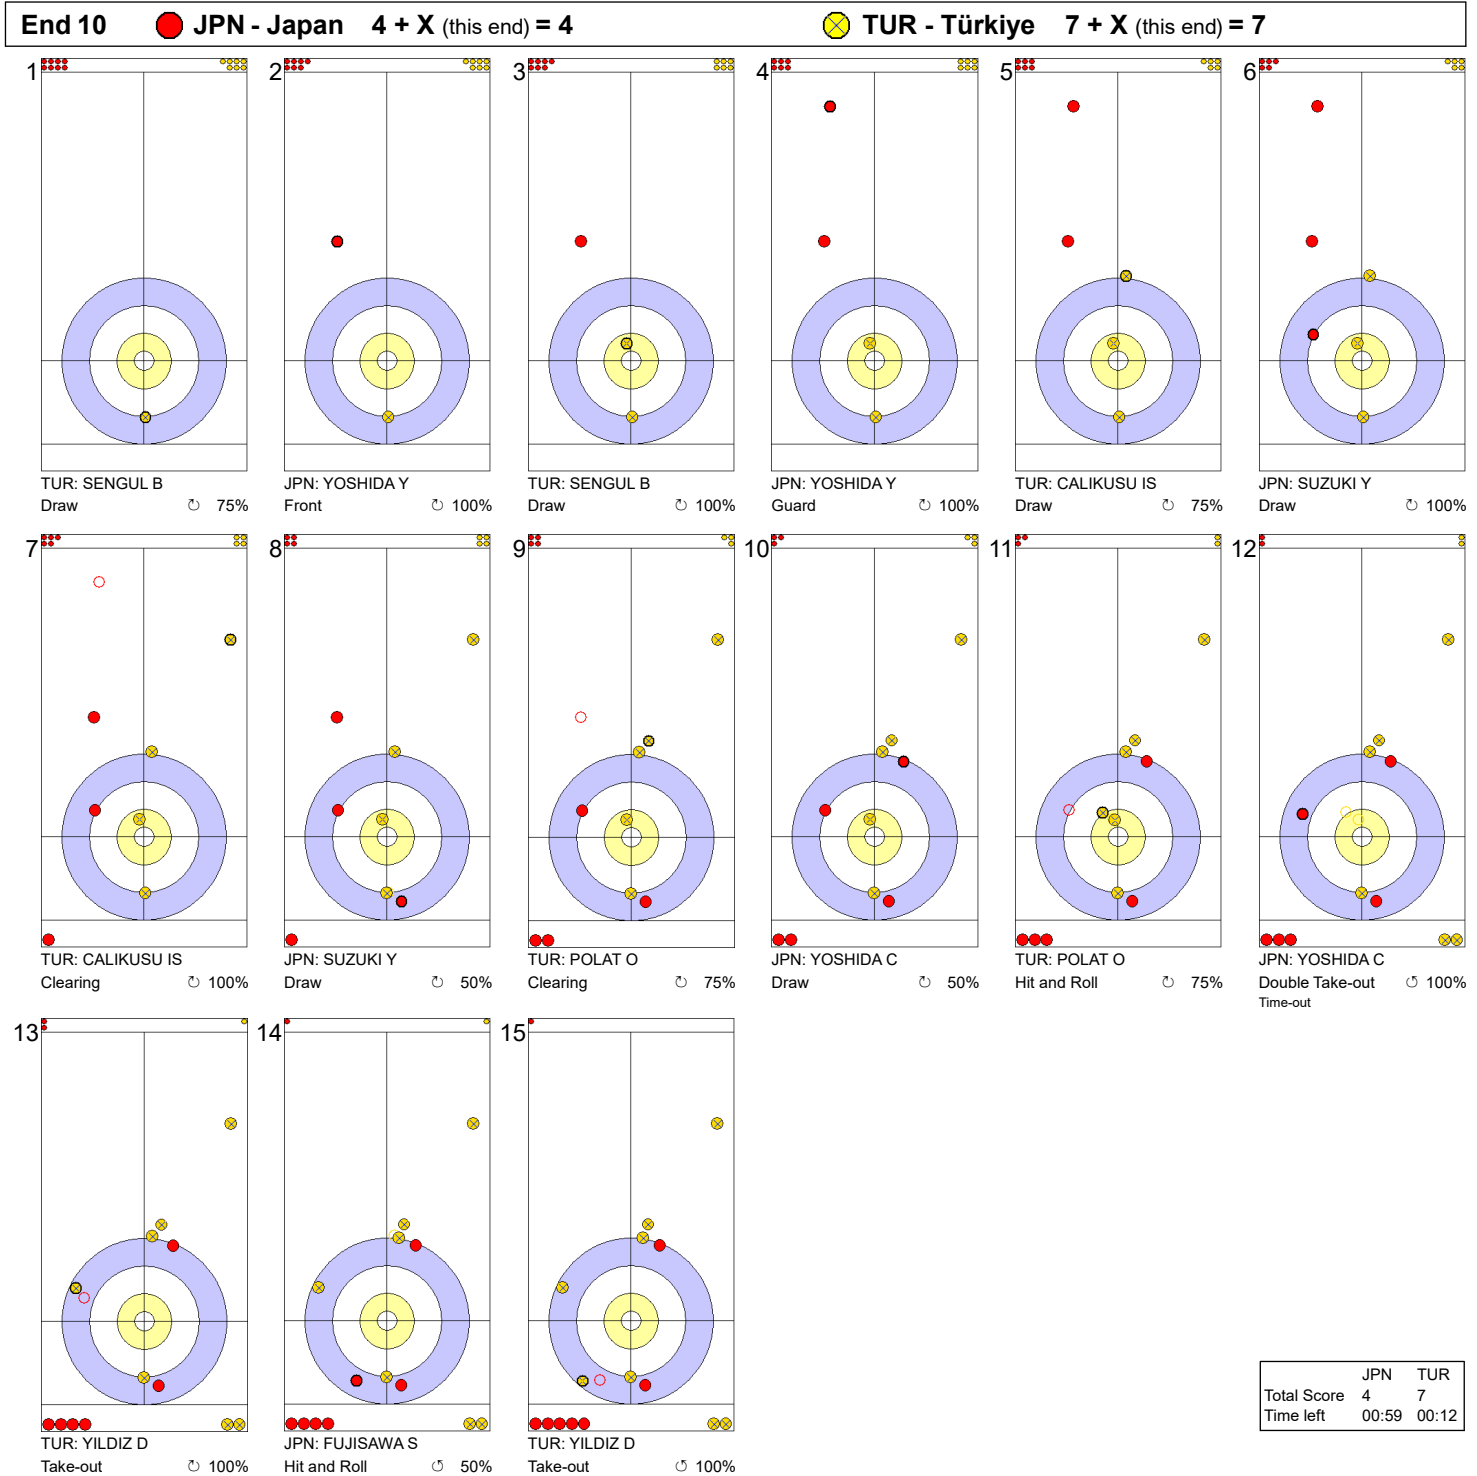 End 10 JPN - Japan 4 + X (this end) = 4 TUR - Türkiye 7 + X (this end) = 7
1
TUR: SENGUL B
Draw ↻ 75%
2
JPN: YOSHIDA Y
Front ↻ 100%
3
TUR: SENGUL B
Draw ↻ 100%
4
JPN: YOSHIDA Y
Guard ↻ 100%
5
TUR: CALIKUSU IS
Draw ↻ 75%
6
JPN: SUZUKI Y
Draw ↻ 100%
7
TUR: CALIKUSU IS
Clearing ↻ 100%
8
JPN: SUZUKI Y
Draw ↻ 50%
9
TUR: POLAT O
Clearing ↻ 75%
10
JPN: YOSHIDA C
Draw ↺ 50%
11
TUR: POLAT O
Hit and Roll ↻ 75%
12
JPN: YOSHIDA C
Double Take-out ↺ 100%
Time-out
13
TUR: YILDIZ D
Take-out ↻ 100%
14
JPN: FUJISAWA S
Hit and Roll ↺ 50%
15
TUR: YILDIZ D
Take-out ↺ 100%
JPN TUR
Total Score 4 7
Time left 00:59 00:12